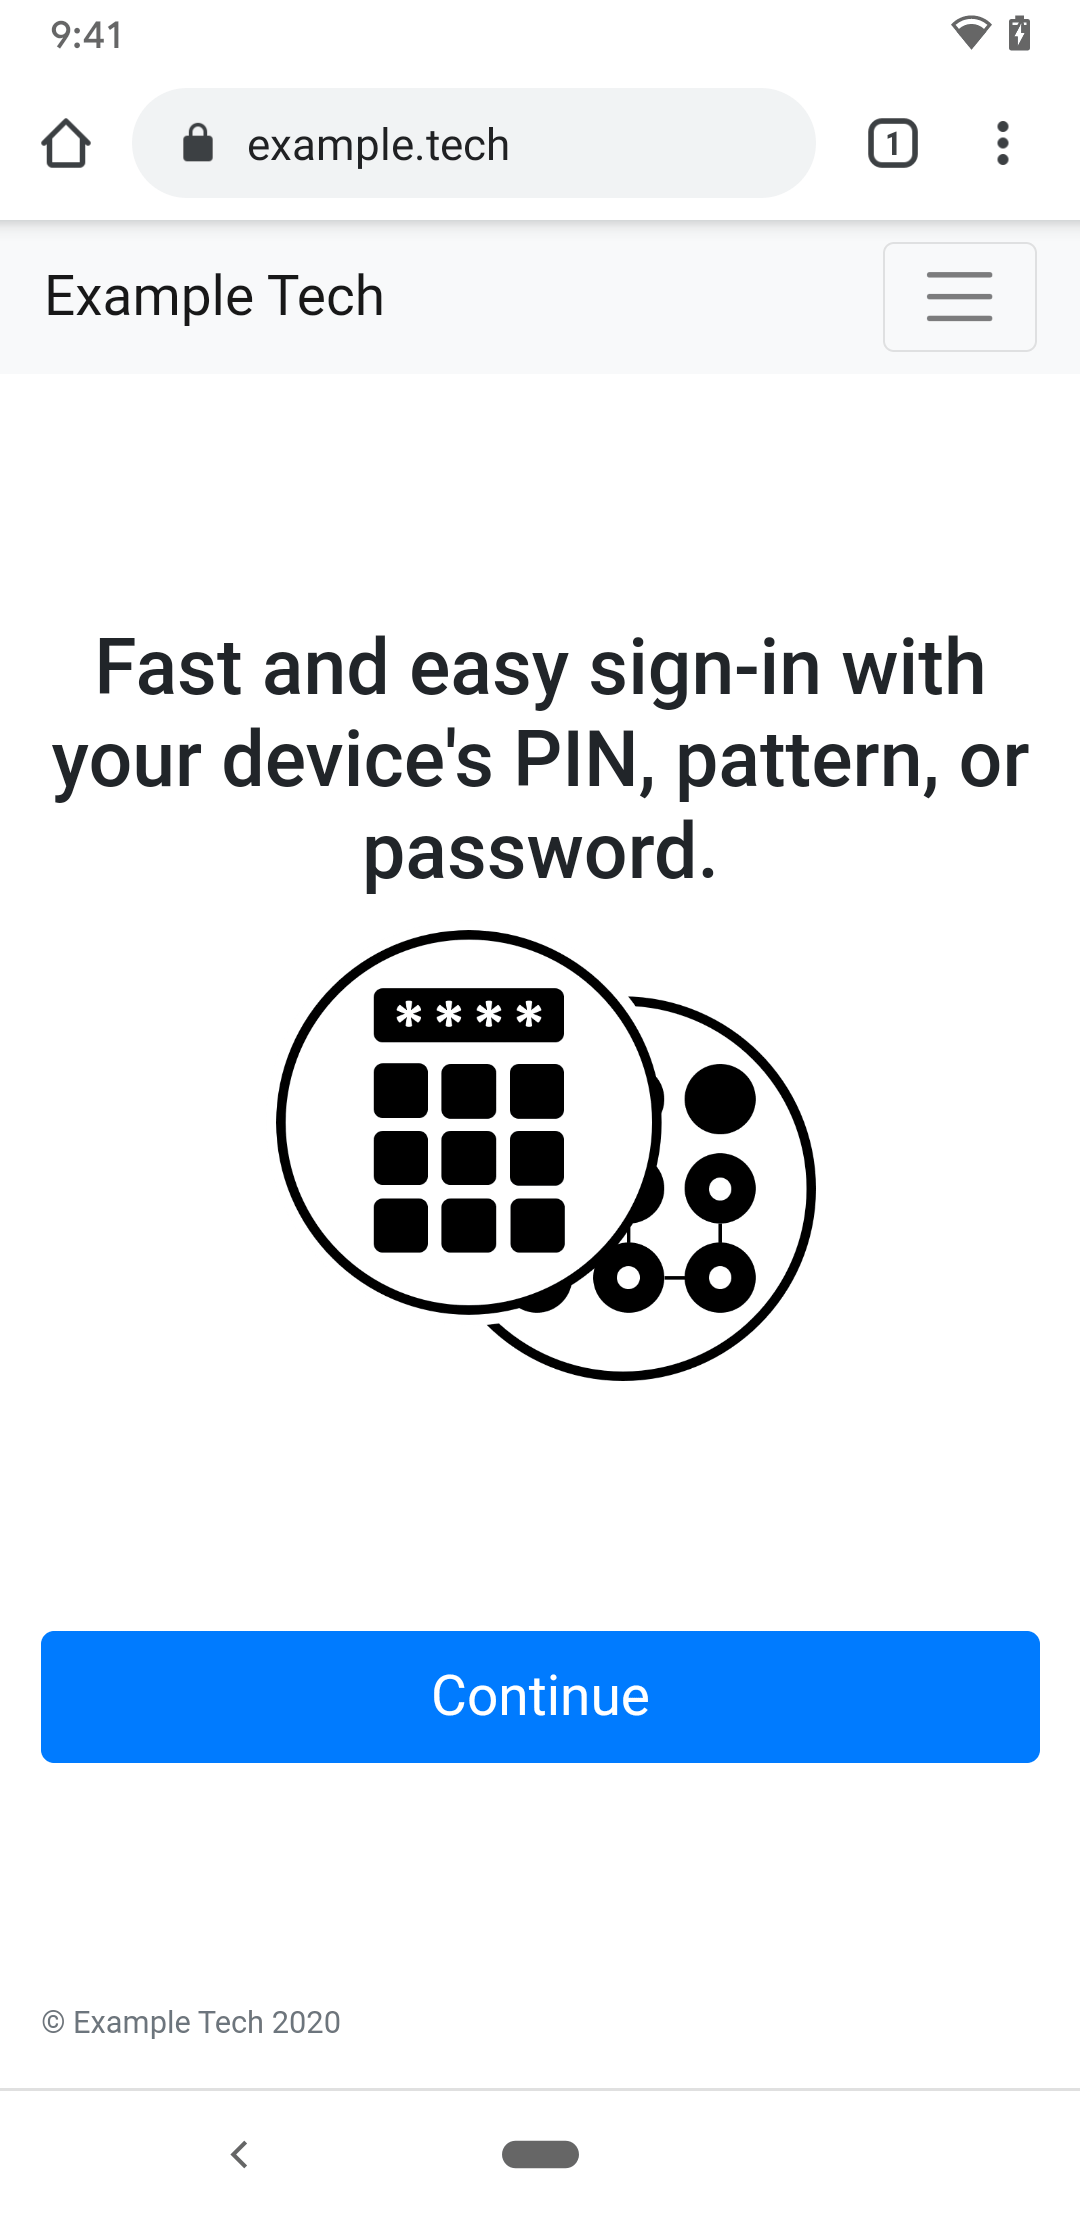 9:41
example.tech
1
Example Tech
Fast and easy sign-in with
your device's PIN, pattern, or
password.
****
Continue
© Example Tech 2020